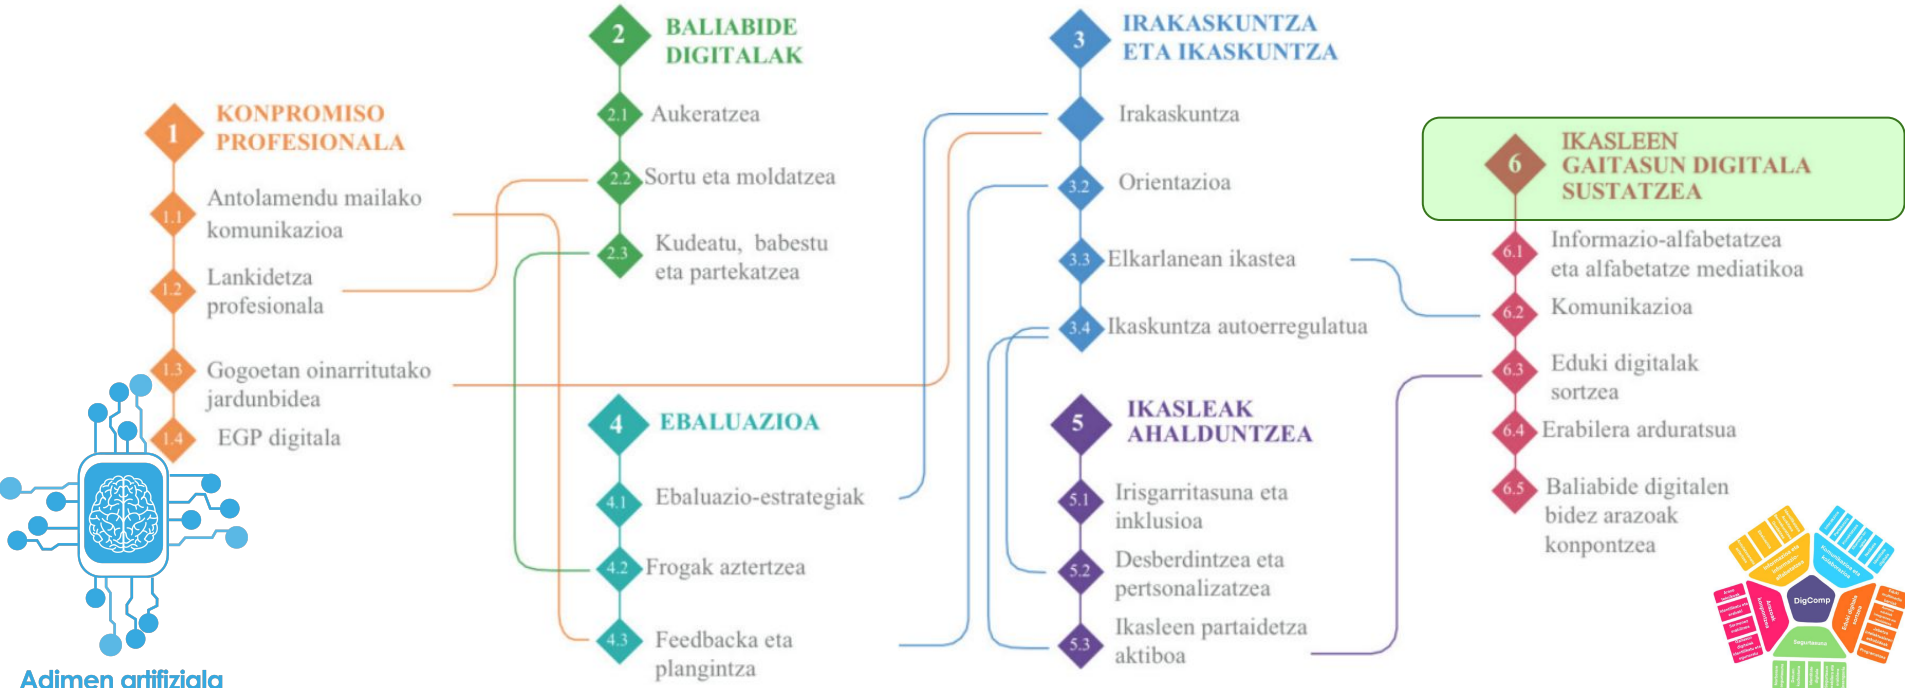 1
KONPROMISO
PROFESIONALA
1.1
Antolamendu mailako
komunikazioa
1.2
Lankidetza
profesionala
1.3
Gogoetan oinarritutako
jardunbidea
1.4
EGP digitala
2
BALIABIDE
DIGITALAK
2.1
Aukeratzea
2.2
Sortu eta moldatzea
2.3
Kudeatu, babestu
eta partekatzea
3
IRAKASKUNTZA
ETA IKASKUNTZA
Irakaskuntza
3.2
Orientazioa
3.3
Elkarlanean ikastea
3.4
Ikaskuntza autoerregulatua
4
EBALUAZIOA
4.1
Ebaluazio-estrategiak
4.2
Frogak aztertzea
4.3
Feedbacka eta
plangintza
5
IKASLEAK
AHALDUNTZEA
5.1
Irisgarritasuna eta
inklusioa
5.2
Desberdintzea eta
pertsonalizatzea
5.3
Ikasleen partaidetza
aktiboa
6
IKASLEEN
GAITASUN DIGITALA
SUSTATZEA
6.1
Informazio-alfabetatzea
eta alfabetatze mediatikoa
6.2
Komunikazioa
6.3
Eduki digitalak
sortzea
6.4
Erabilera arduratsua
6.5
Baliabide digitalen
bidez arazoak
konpontzea
Adimen artifiziala
DigComp
Segurtasuna